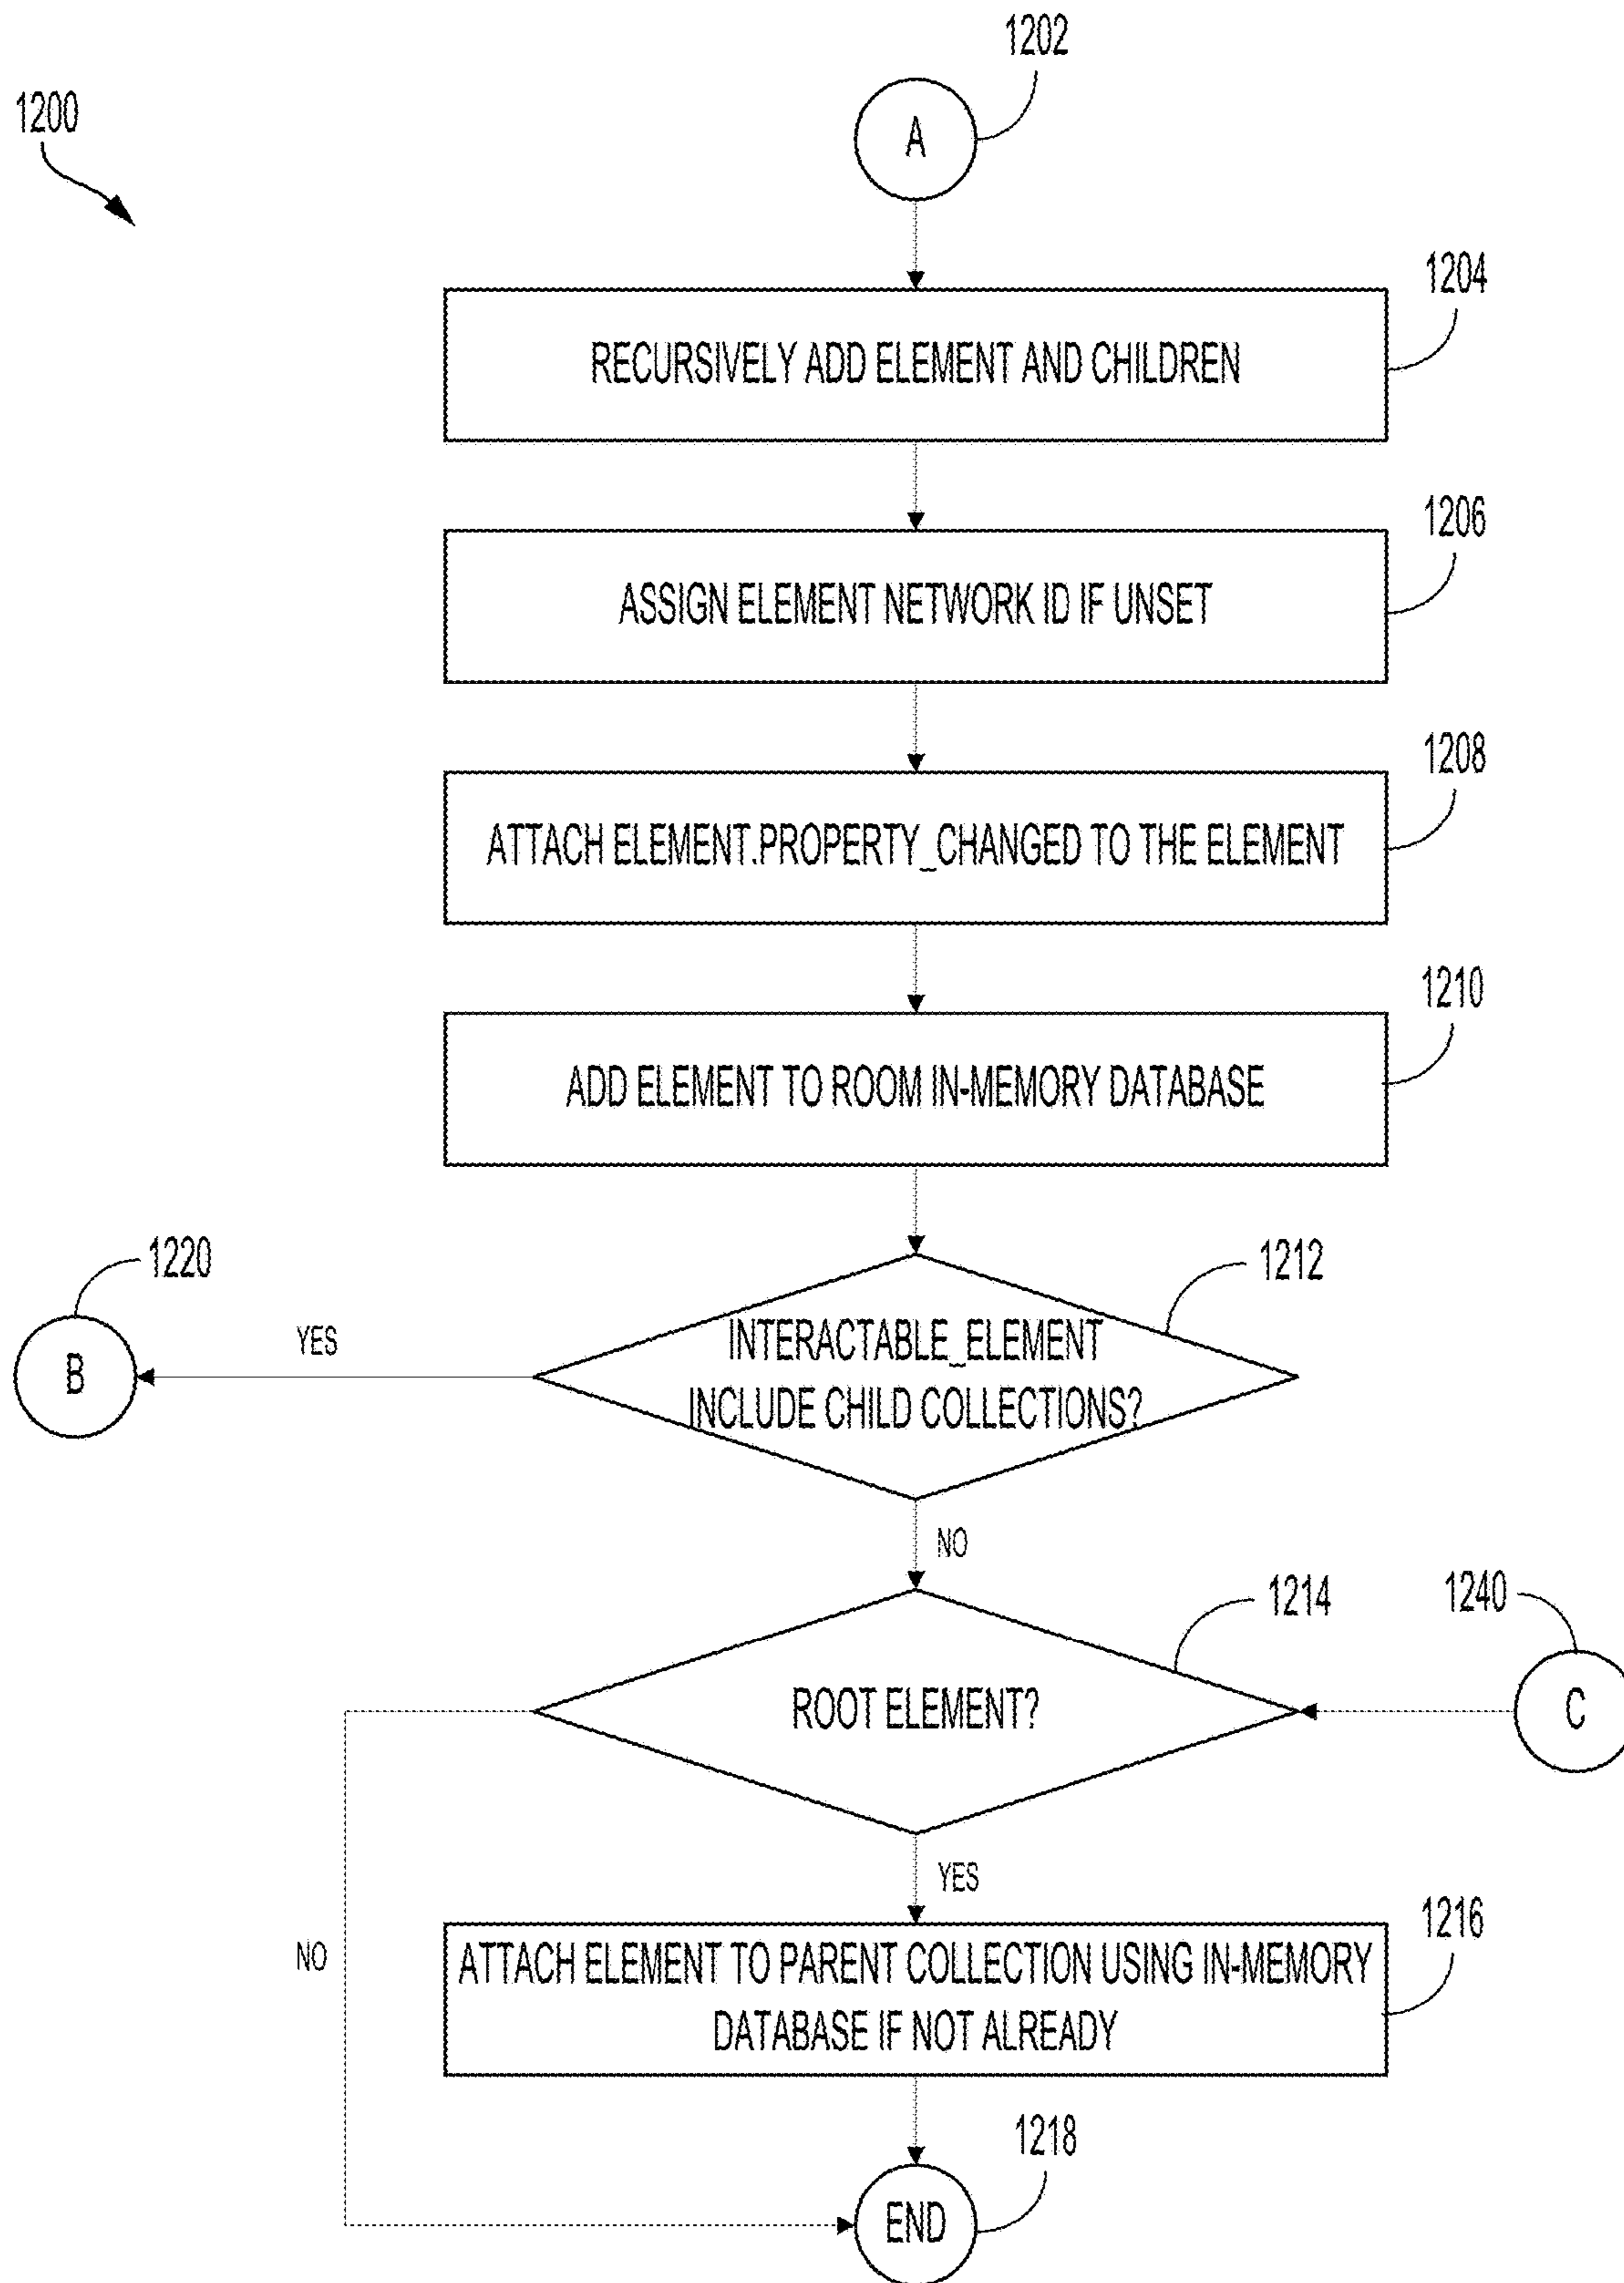 1202
1200
A
1204
RECURSIVELY ADD ELEMENT AND CHILDREN
1206
ASSIGN ELEMENT NETWORK ID IF UNSET
1208
ATTACH ELEMENT.PROPERTY_CHANGED TO THE ELEMENT
1210
ADD ELEMENT TO ROOM IN-MEMORY DATABASE
1220
1212
YES
B
INTERACTABLE_ELEMENT
INCLUDE CHILD COLLECTIONS?
NO
1214
1240
ROOT ELEMENT?
C
YES
1216
NO
ATTACH ELEMENT TO PARENT COLLECTION USING IN-MEMORY
DATABASE IF NOT ALREADY
1218
END